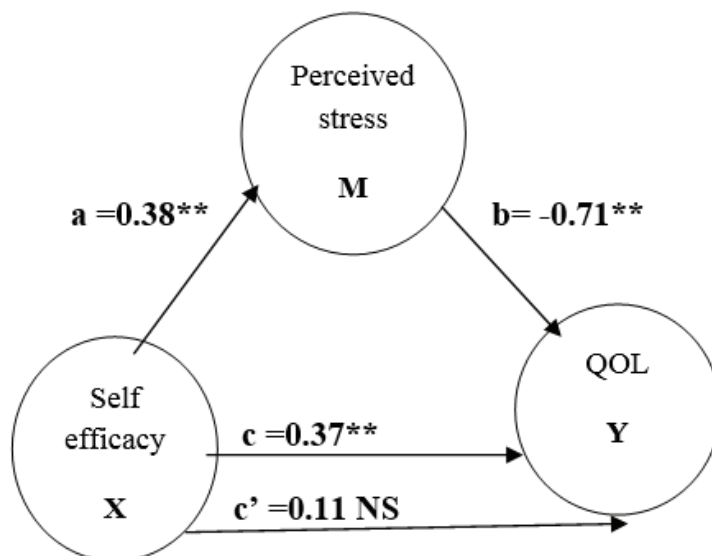 Perceived
stress
M
a =0.38**
b= -0.71**
Self
efficacy
X
QOL
Y
c =0.37**
c’ =0.11 NS